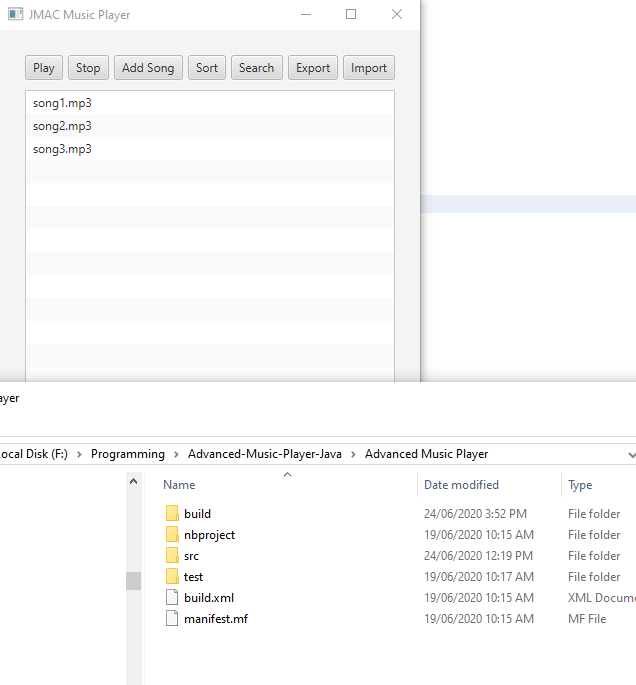 JMAC Music Player
Play Stop Add Song Sort Search Export Import
song1.mp3
song2.mp3
song3.mp3
ayer
ocal Disk (F:) > Programming > Advanced-Music-Player-Java > Advanced Music Player
Name Date modified Type
build 24/06/2020 3:52 PM File folder
nbproject 19/06/2020 10:15 AM File folder
src 24/06/2020 12:19 PM File folder
test 19/06/2020 10:17 AM File folder
build.xml 19/06/2020 10:15 AM XML Docume
manifest.mf 19/06/2020 10:15 AM MF File